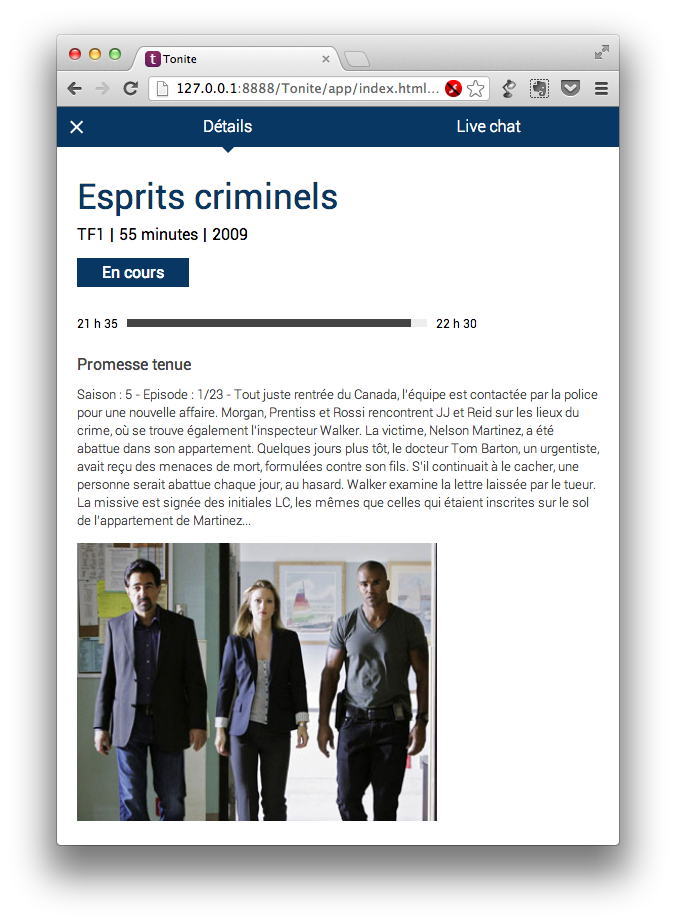 Tonite
127.0.0.1:8888/Tonite/app/index.html...
Détails
Live chat
Esprits criminels
TF1 | 55 minutes | 2009
En cours
21 h 35
22 h 30
Promesse tenue
Saison : 5 - Episode : 1/23 - Tout juste rentrée du Canada, l'équipe est contactée par la police
pour une nouvelle affaire. Morgan, Prentiss et Rossi rencontrent JJ et Reid sur les lieux du
crime, où se trouve également l'inspecteur Walker. La victime, Nelson Martinez, a été
abattue dans son appartement. Quelques jours plus tôt, le docteur Tom Barton, un urgentiste,
avait reçu des menaces de mort, formulées contre son fils. S'il continuait à le cacher, une
personne serait abattue chaque jour, au hasard. Walker examine la lettre laissée par le tueur.
La missive est signée des initiales LC, les mêmes que celles qui étaient inscrites sur le sol
de l'appartement de Martinez...